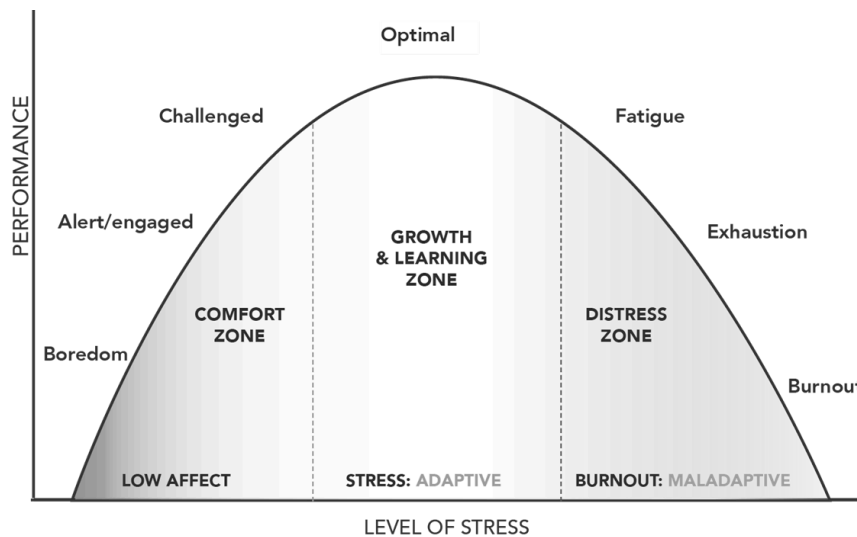 Optimal
Challenged
Fatigue
Alert/engaged
Exhaustion
GROWTH
& LEARNING
ZONE
COMFORT
ZONE
DISTRESS
ZONE
Boredom
Burnout
LOW AFFECT
STRESS: ADAPTIVE
BURNOUT: MALADAPTIVE
PERFORMANCE
LEVEL OF STRESS